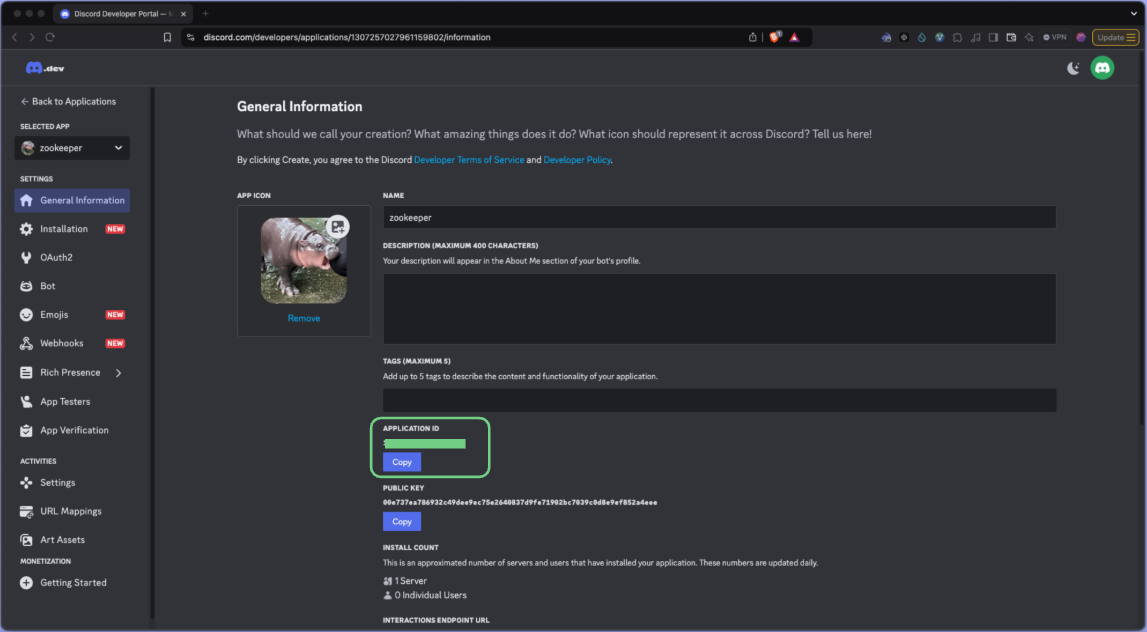 Discord Developer Portal —
discord.com/developers/applications/1307257027961159802/information
VPN
Update
.dev
← Back to Applications
SELECTED APP
zookeeper
SETTINGS
General Information
Installation NEW
OAuth2
Bot
Emojis NEW
Webhooks NEW
Rich Presence
App Testers
App Verification
ACTIVITIES
Settings
URL Mappings
Art Assets
MONETIZATION
Getting Started
General Information
What should we call your creation? What amazing things does it do? What icon should represent it across Discord? Tell us here!
By clicking Create, you agree to the Discord Developer Terms of Service and Developer Policy.
APP ICON
Remove
NAME
zookeeper
DESCRIPTION (MAXIMUM 400 CHARACTERS)
Your description will appear in the About Me section of your bot's profile.
TAGS (MAXIMUM 5)
Add up to 5 tags to describe the content and functionality of your application.
APPLICATION ID
Copy
PUBLIC KEY
00e737ea786932c49dee9ac75e2640837d9fe71902bc7039c0d8e9ef852a4eee
Copy
INSTALL COUNT
This is an approximated number of servers and users that have installed your application. These numbers are updated daily.
1 Server
0 Individual Users
INTERACTIONS ENDPOINT URL